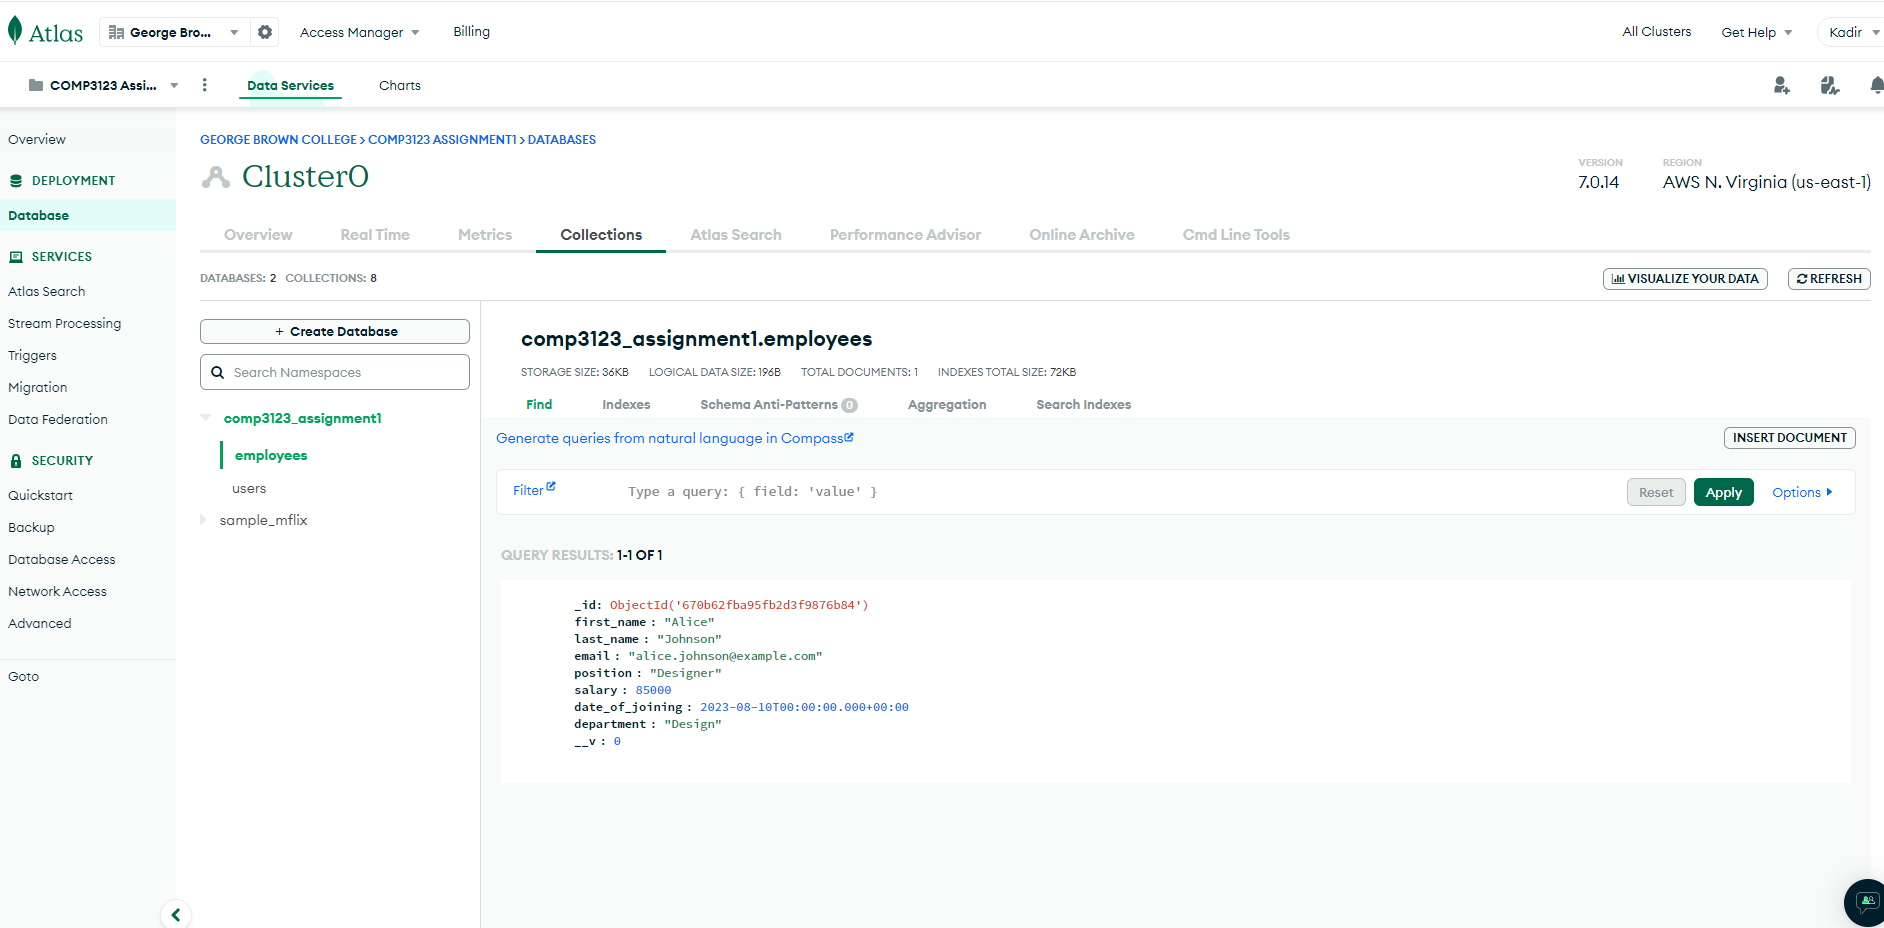 Atlas
George Bro...
Access Manager
Billing
All Clusters
Get Help
Kadir
COMP3123 Assi...
Data Services
Charts
Overview
DEPLOYMENT
Database
SERVICES
Atlas Search
Stream Processing
Triggers
Migration
Data Federation
SECURITY
Quickstart
Backup
Database Access
Network Access
Advanced
Goto
GEORGE BROWN COLLEGE > COMP3123 ASSIGNMENT1 > DATABASES
Cluster0
VERSION
7.0.14
REGION
AWS N. Virginia (us-east-1)
Overview
Real Time
Metrics
Collections
Atlas Search
Performance Advisor
Online Archive
Cmd Line Tools
DATABASES: 2 COLLECTIONS: 8
VISUALIZE YOUR DATA
REFRESH
+ Create Database
Search Namespaces
comp3123_assignment1
employees
users
sample_mflix
comp3123_assignment1.employees
STORAGE SIZE: 36KB LOGICAL DATA SIZE: 196B TOTAL DOCUMENTS: 1 INDEXES TOTAL SIZE: 72KB
Find
Indexes
Schema Anti-Patterns 0
Aggregation
Search Indexes
Generate queries from natural language in Compass
INSERT DOCUMENT
Filter
Type a query: { field: 'value' }
Reset
Apply
Options
QUERY RESULTS: 1-1 OF 1
_id: ObjectId('670b62fba95fb2d3f9876b84')
first_name : "Alice"
last_name : "Johnson"
email : "alice.johnson@example.com"
position : "Designer"
salary : 85000
date_of_joining : 2023-08-10T00:00:00.000+00:00
department : "Design"
__v : 0